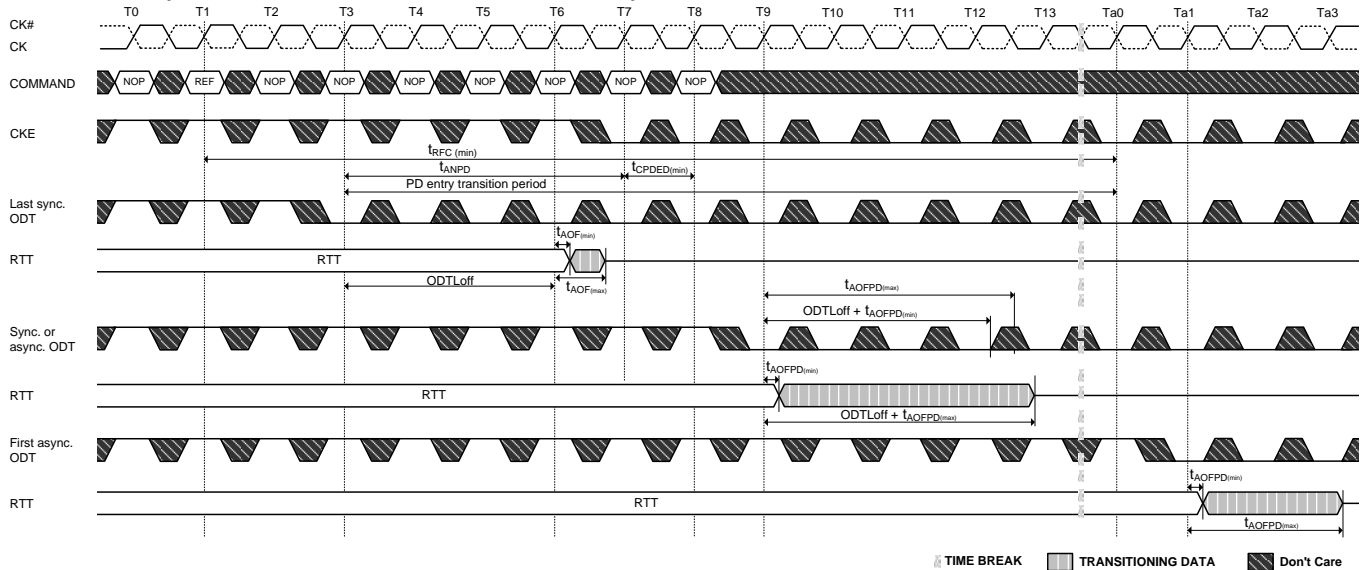 T0 T1 T2 T3 T4 T5 T6 T7 T8 T9 T10 T11 T12 T13 Ta0 Ta1 Ta2 Ta3
CK#
CK
COMMAND NOP REF NOP NOP NOP NOP NOP NOP NOP
CKE
tRFC (min)
tANPD tCPDED(min)
PD entry transition period
Last sync.
ODT
tAOF(min)
RTT RTT
ODTLoff tAOF(max)
tAOFPD(max)
ODTLoff + tAOFPD(min)
Sync. or
async. ODT
tAOFPD(min)
RTT RTT
ODTLoff + tAOFPD(max)
First async.
ODT
tAOFPD(min)
RTT RTT
tAOFPD(max)
TIME BREAK TRANSITIONING DATA Don't Care